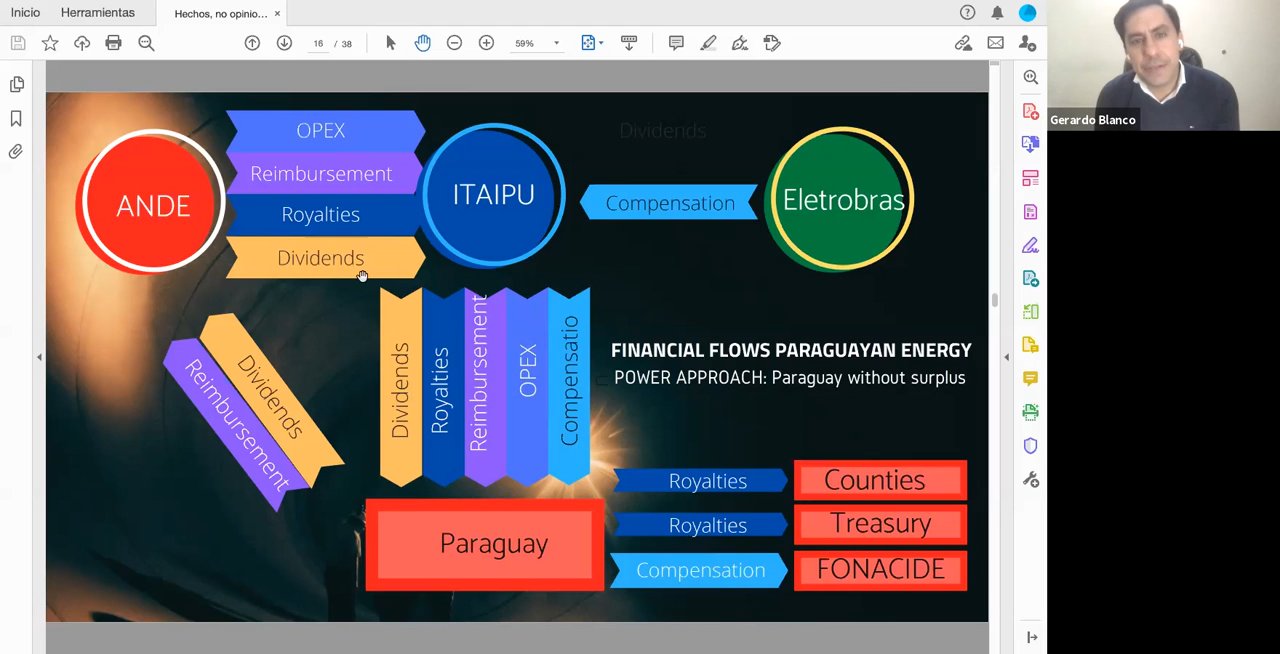 Inicio
Herramientas
Hechos, no opinio...
16 / 38
59%
Gerardo Blanco
ANDE
OPEX
Reimbursement
Royalties
Dividends
ITAIPU
Dividends
Compensation
Eletrobras
Reimbursement
Dividends
Dividends
Royalties
Reimbursement
OPEX
Compensatio
n
FINANCIAL FLOWS PARAGUAYAN ENERGY
POWER APPROACH: Paraguay without surplus
Paraguay
Royalties
Counties
Royalties
Treasury
Compensation
FONACIDE